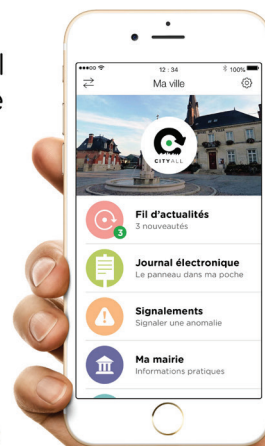 l
e
12 : 34
100%
Ma ville
CITYALL
Fil d'actualités
3 nouveautés
3
Journal électronique
Le panneau dans ma poche
Signalements
Signaler une anomalie
Ma mairie
Informations pratiques